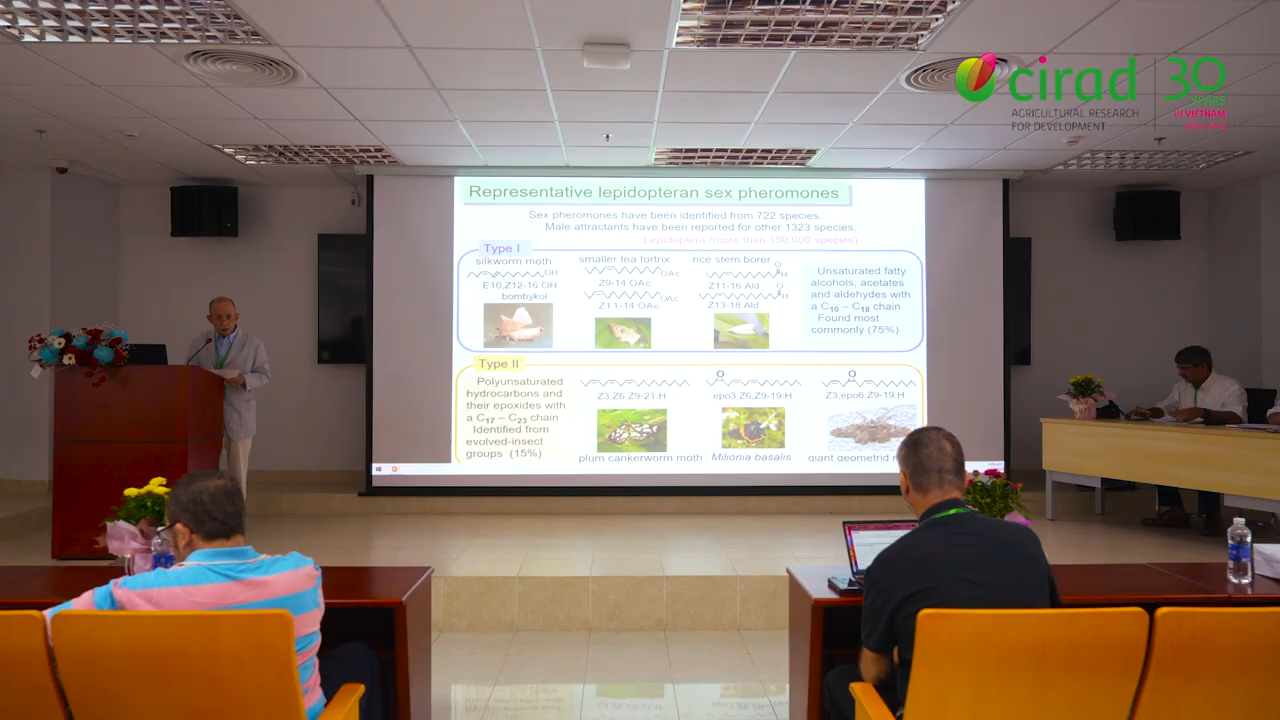 cirad
AGRICULTURAL RESEARCH
FOR DEVELOPMENT
30
YEARS
IN VIETNAM
Representative lepidopteran sex pheromones
Sex pheromones have been identified from 722 species.
Male attractants have been reported for other 1323 species.
Lepidoptera (more than 150,000 species)
Type I
silkworm moth
OH
E10,Z12-16:OH
bombykol
smaller tea tortrix
OAc
Z9-14:OAc
OAc
Z11-14:OAc
rice stem borer
O
H
Z11-16:Ald
O
H
Z13-18:Ald
Unsaturated fatty
alcohols, acetates
and aldehydes with
a C10 – C18 chain
Found most
commonly (75%)
Type II
Polyunsaturated
hydrocarbons and
their epoxides with
a C17 – C23 chain
Identified from
evolved-insect
groups (15%)
Z3,Z6,Z9-21:H
plum cankerworm moth
O
epo3,Z6,Z9-19:H
Milionia basalis
O
Z3,epo6,Z9-19:H
giant geometrid